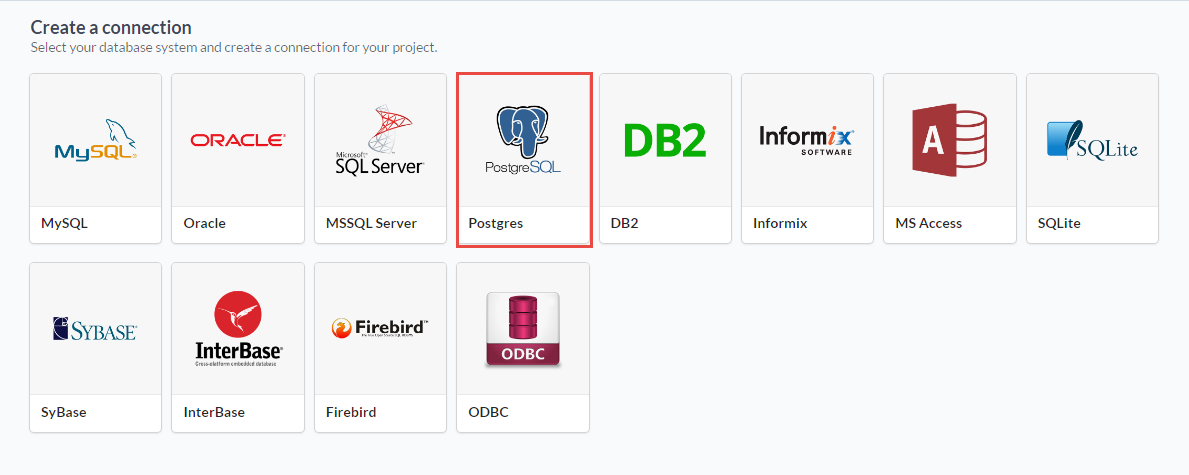 Create a connection
Select your database system and create a connection for your project.
MySQL
ORACLE
Microsoft
SQL Server
PostgreSQL
DB2
Informix
SOFTWARE
A
SQLite
MySQL
Oracle
MSSQL Server
Postgres
DB2
Informix
MS Access
SQLite
SYBASE
InterBase
Cross-platform embedded database
Firebird
ODBC
SyBase
InterBase
Firebird
ODBC